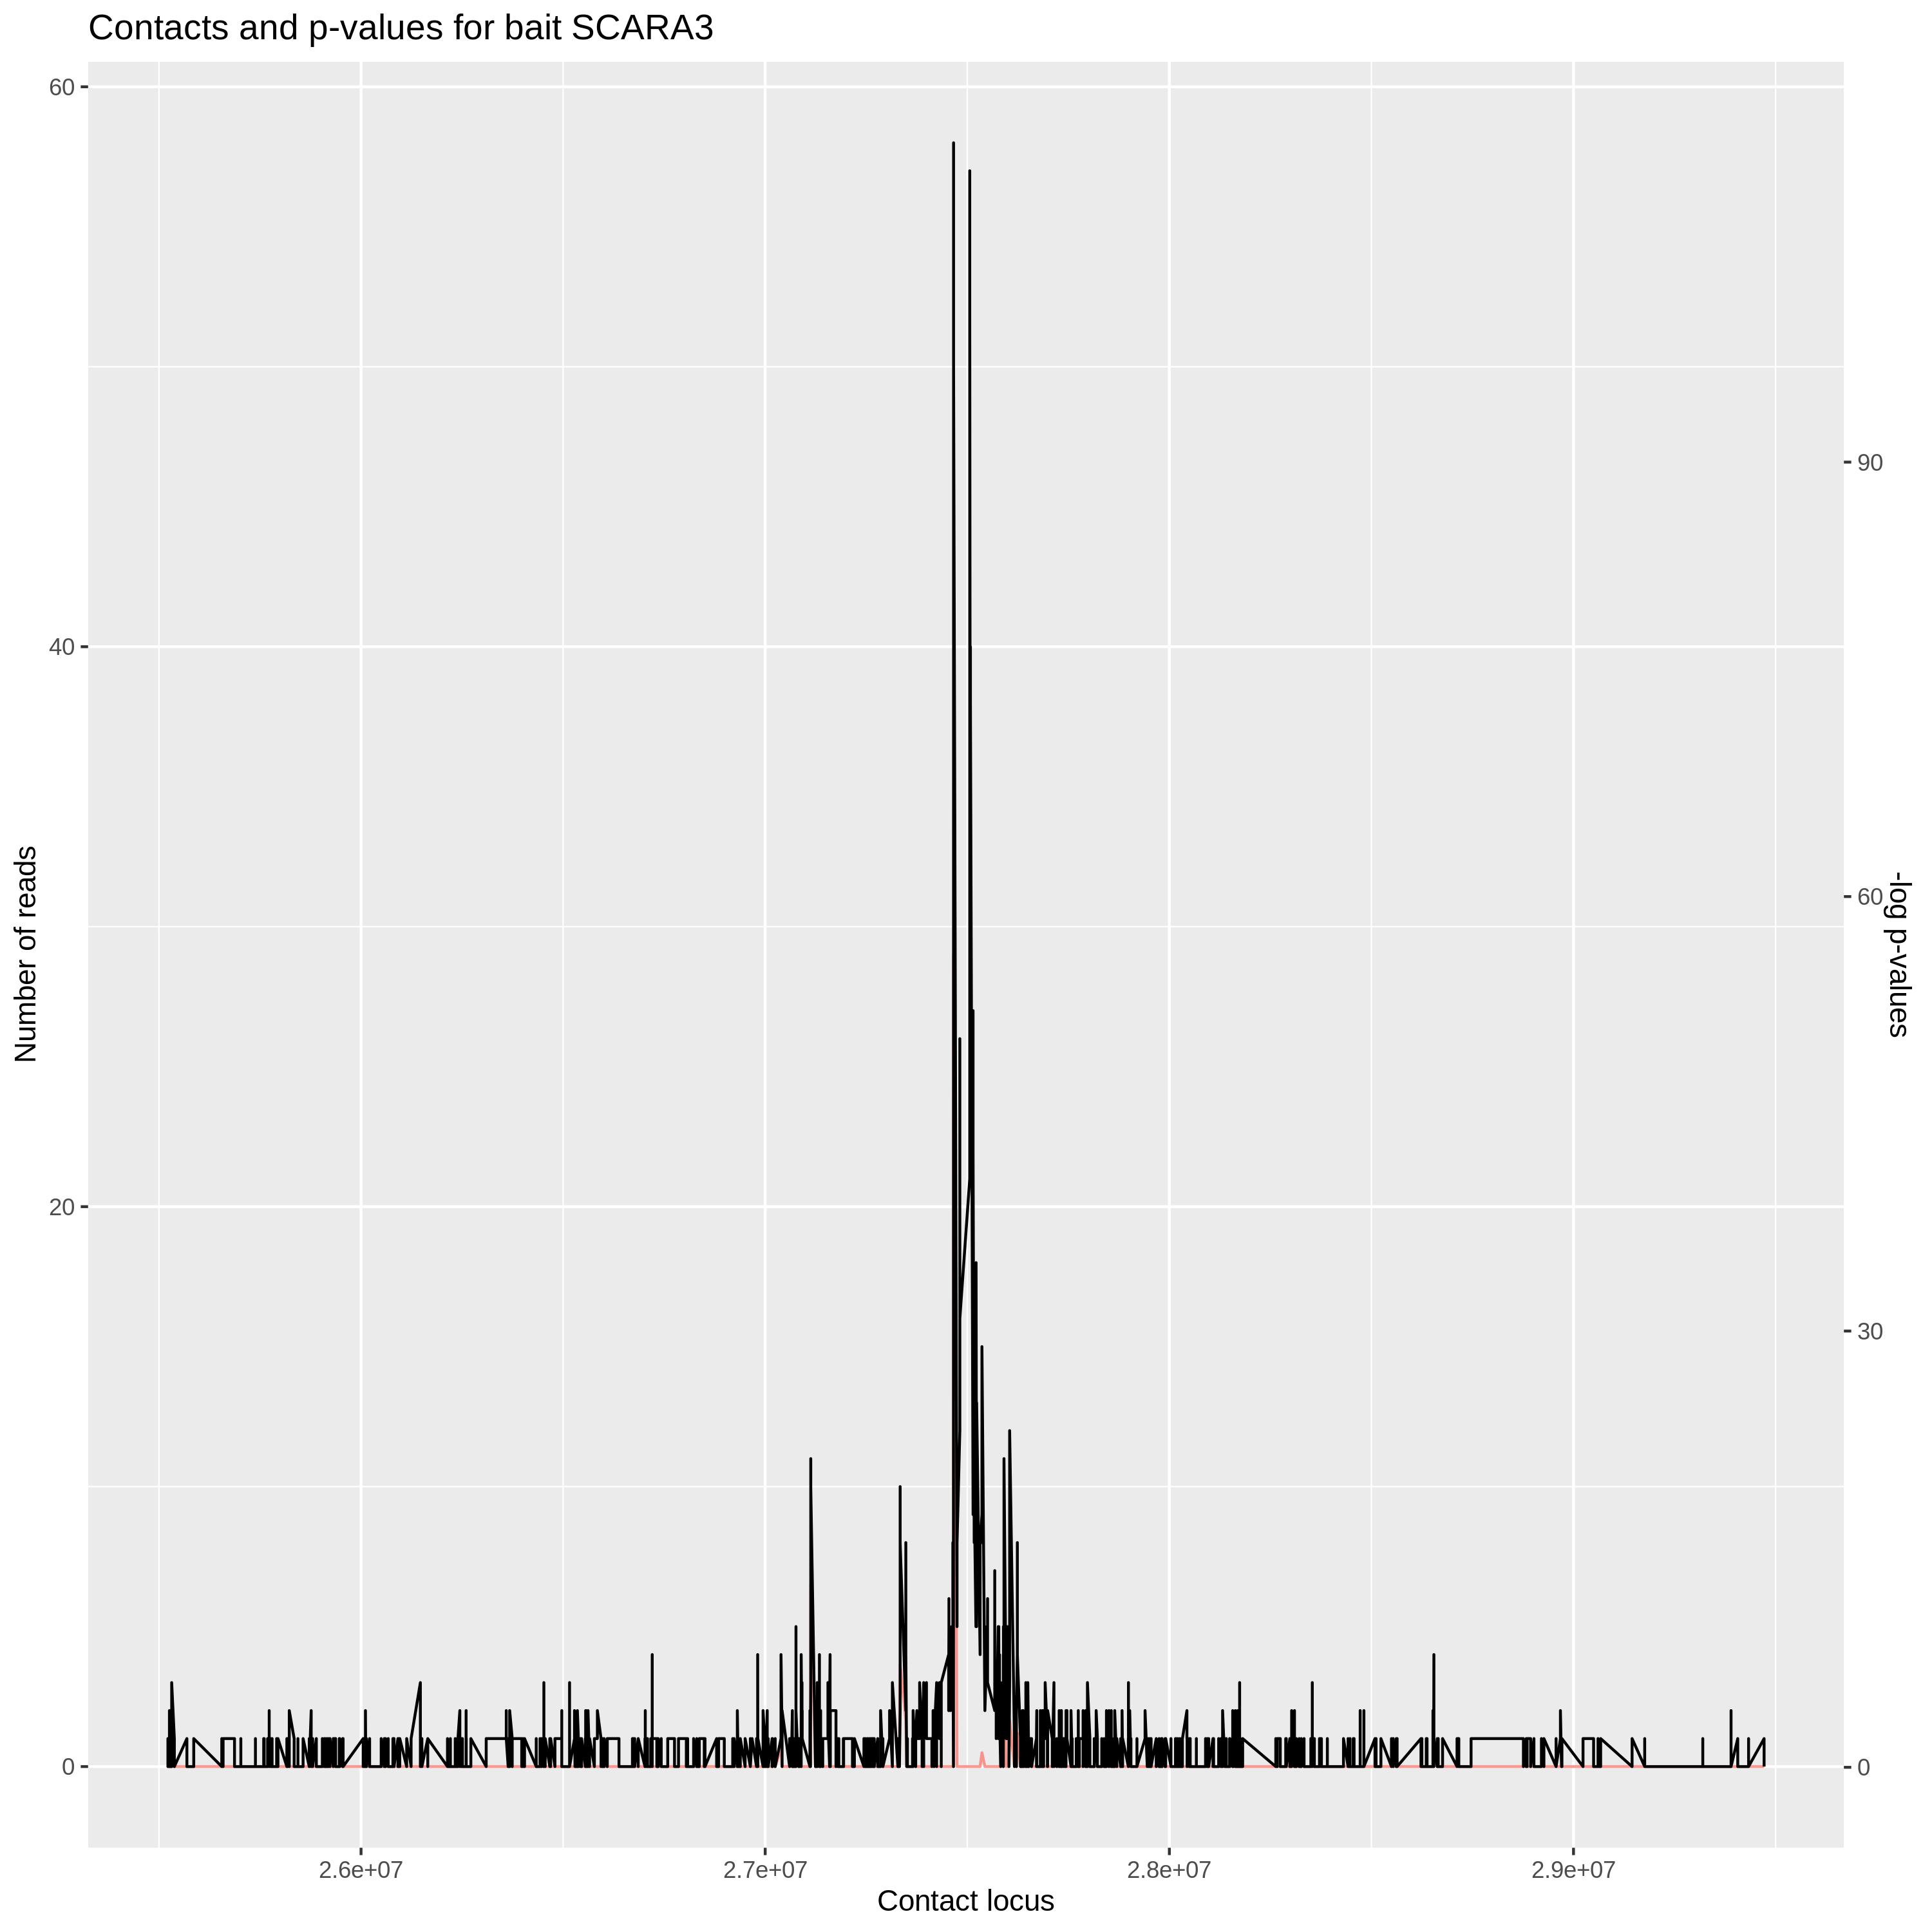 Contacts and p-values for bait SCARA3
60
40
20
0
Number of reads
90
60
30
0
-log p-values
2.6e+07 2.7e+07 2.8e+07 2.9e+07
Contact locus